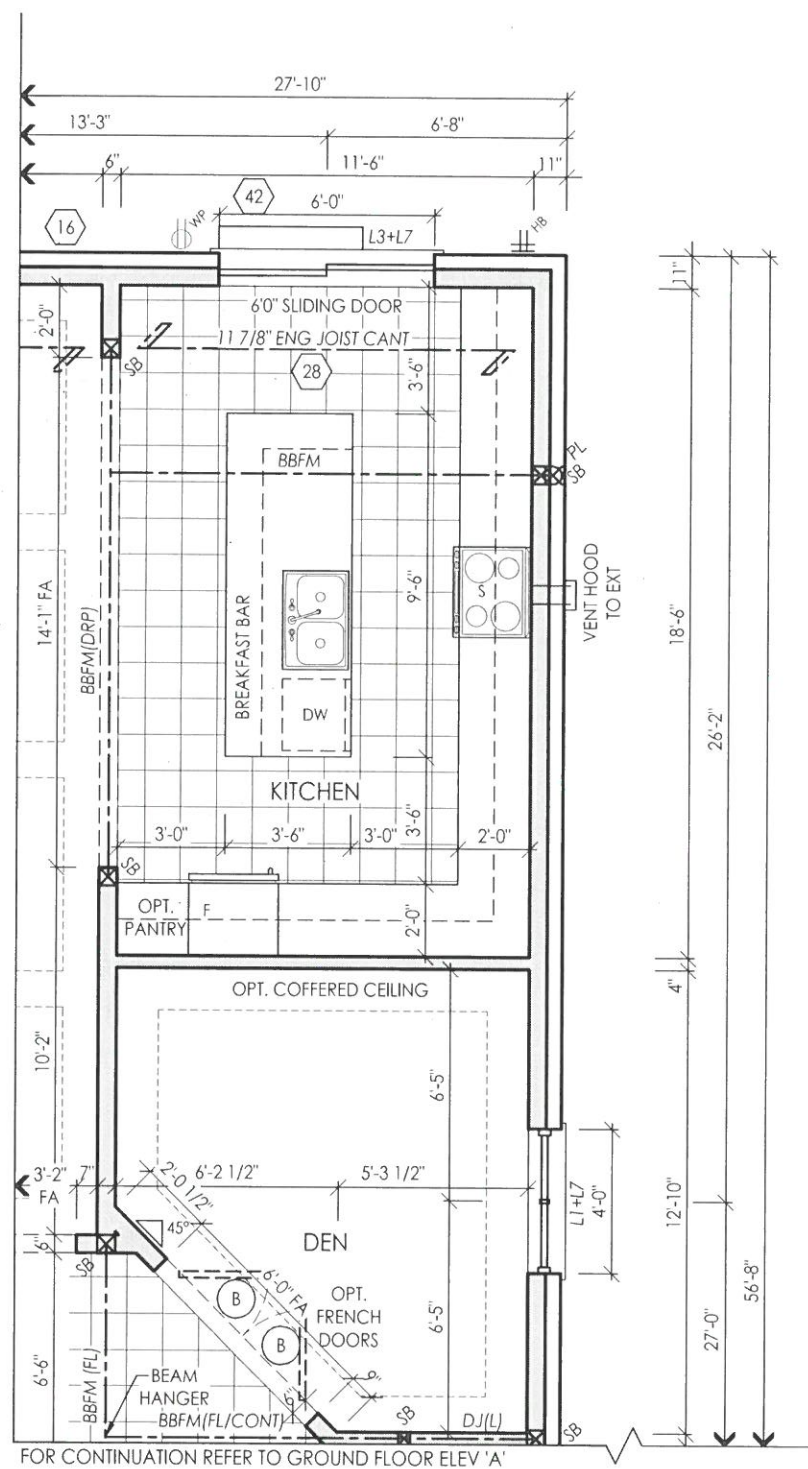 27'-10"
13'-3"
6'-8"
6"
11'-6"
11"
16
WP
42
6'-0"
L3+L7
HB
11"
2'-0"
6'0" SLIDING DOOR
11 7/8" ENG JOIST CANT
28
3'-6"
SB
BBFM
PL
SB
14'-1" FA
BBFM(DRP)
BREAKFAST BAR
9'-6"
S
VENT HOOD
TO EXT
18'-6"
26'-2"
DW
KITCHEN
3'-0"
3'-6"
3'-0"
3'-6"
2'-0"
SB
OPT.
PANTRY
F
2'-0"
OPT. COFFERED CEILING
4"
10'-2"
6'-5"
3'-2"
FA
7"
6'-2 1/2"
5'-3 1/2"
2'-0 1/2"
45°
DEN
L1+L7
4'-0"
12'-10"
56'-8"
6"
SB
6'-0" FA
B
B
OPT.
FRENCH
DOORS
6'-5"
27'-0"
6'-6"
BBFM (FL)
BEAM
HANGER
BBFM(FL/CONT)
6"
9"
SB
DJ(L)
SB
FOR CONTINUATION REFER TO GROUND FLOOR ELEV 'A'